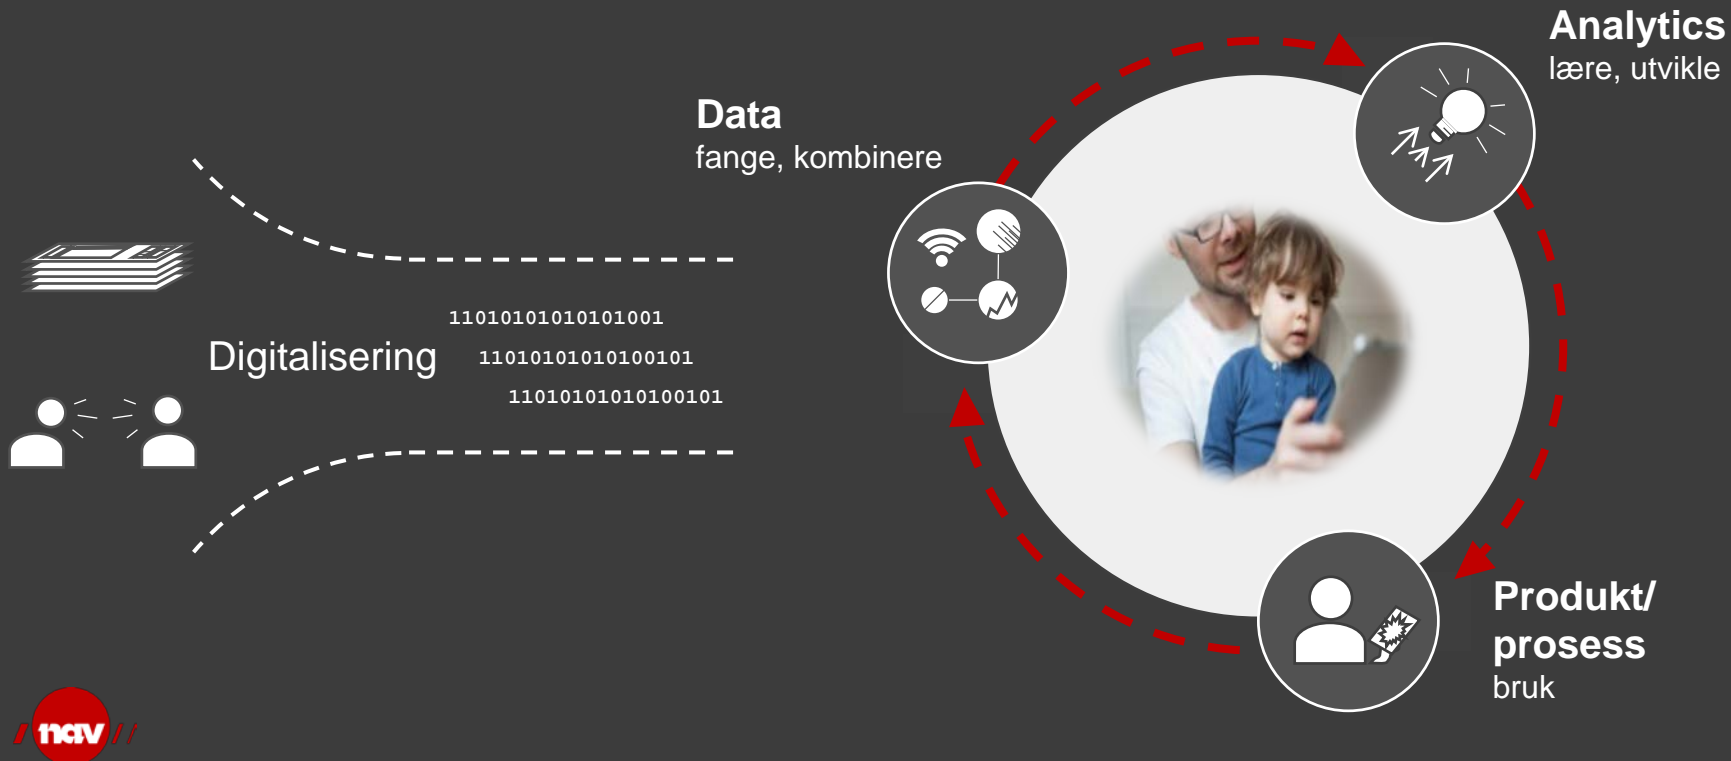 Analytics
lære, utvikle
Data
fange, kombinere
Digitalisering
11010101010101001
11010101010100101
11010101010100101
Produkt/
prosess
bruk
nav